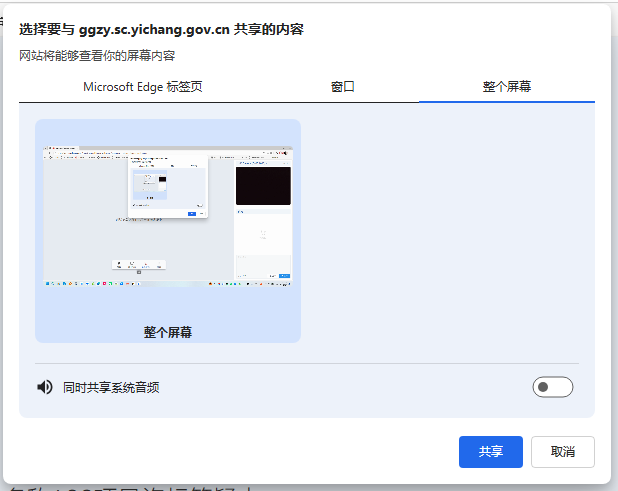 选择要与 ggzy.sc.yichang.gov.cn 共享的内容
网站将能够查看你的屏幕内容
Microsoft Edge 标签页
窗口
整个屏幕
整个屏幕
同时共享系统音频
共享
取消